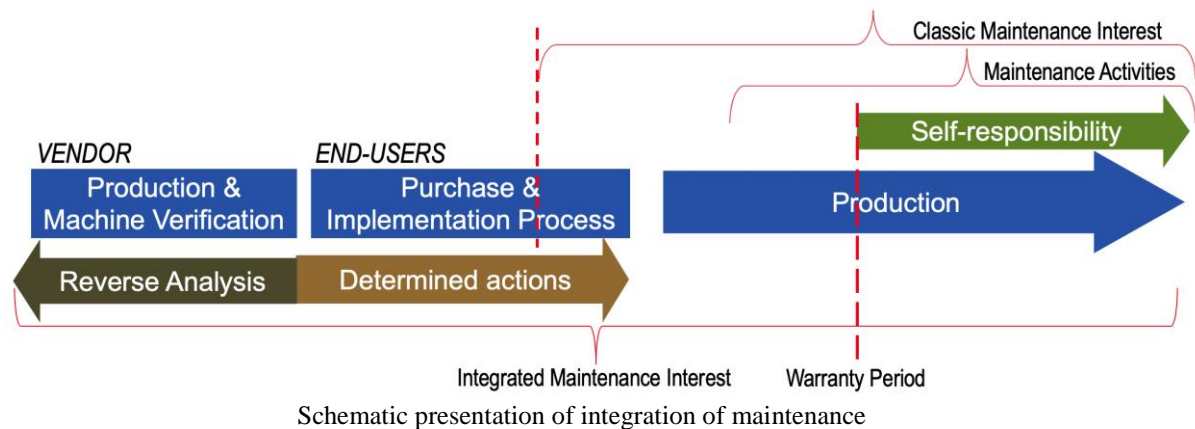 Classic Maintenance Interest
Maintenance Activities
Self-responsibility
VENDOR
END-USERS
Production &
Machine Verification
Purchase &
Implementation Process
Production
Reverse Analysis
Determined actions
Integrated Maintenance Interest
Warranty Period
Schematic presentation of integration of maintenance